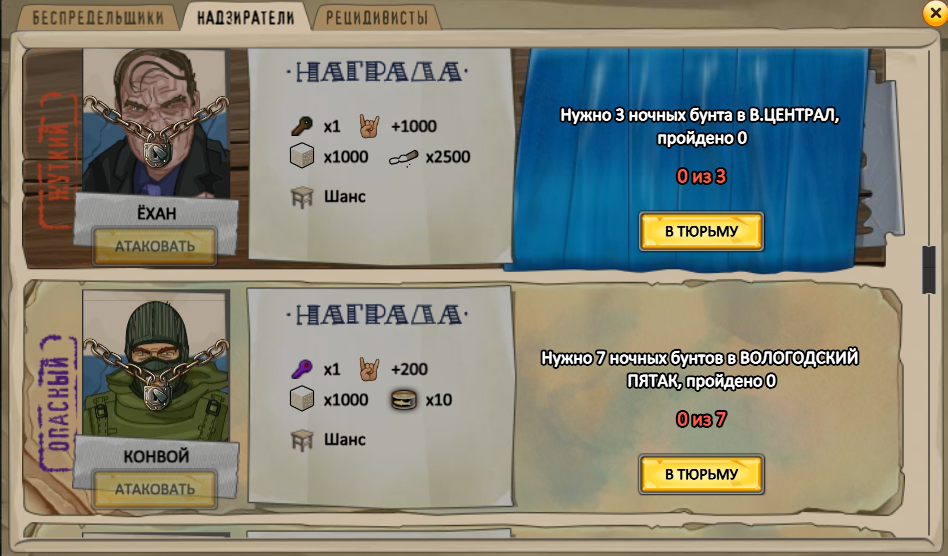 БЕСПРЕДЕЛЬЩИКИ
НАДЗИРАТЕЛИ
РЕЦИДИВИСТЫ
ЖУТКИЙ
ЁХАН
АТАКОВАТЬ
·НАГРАДА·
x1 +1000
x1000 x2500
Шанс
Нужно 3 ночных бунта в В.ЦЕНТРАЛ,
пройдено 0
0 из 3
В ТЮРЬМУ
ОПАСНЫЙ
КОНВОЙ
АТАКОВАТЬ
·НАГРАДА·
x1 +200
x1000 x10
Шанс
Нужно 7 ночных бунтов в ВОЛОГОДСКИЙ
ПЯТАК, пройдено 0
0 из 7
В ТЮРЬМУ